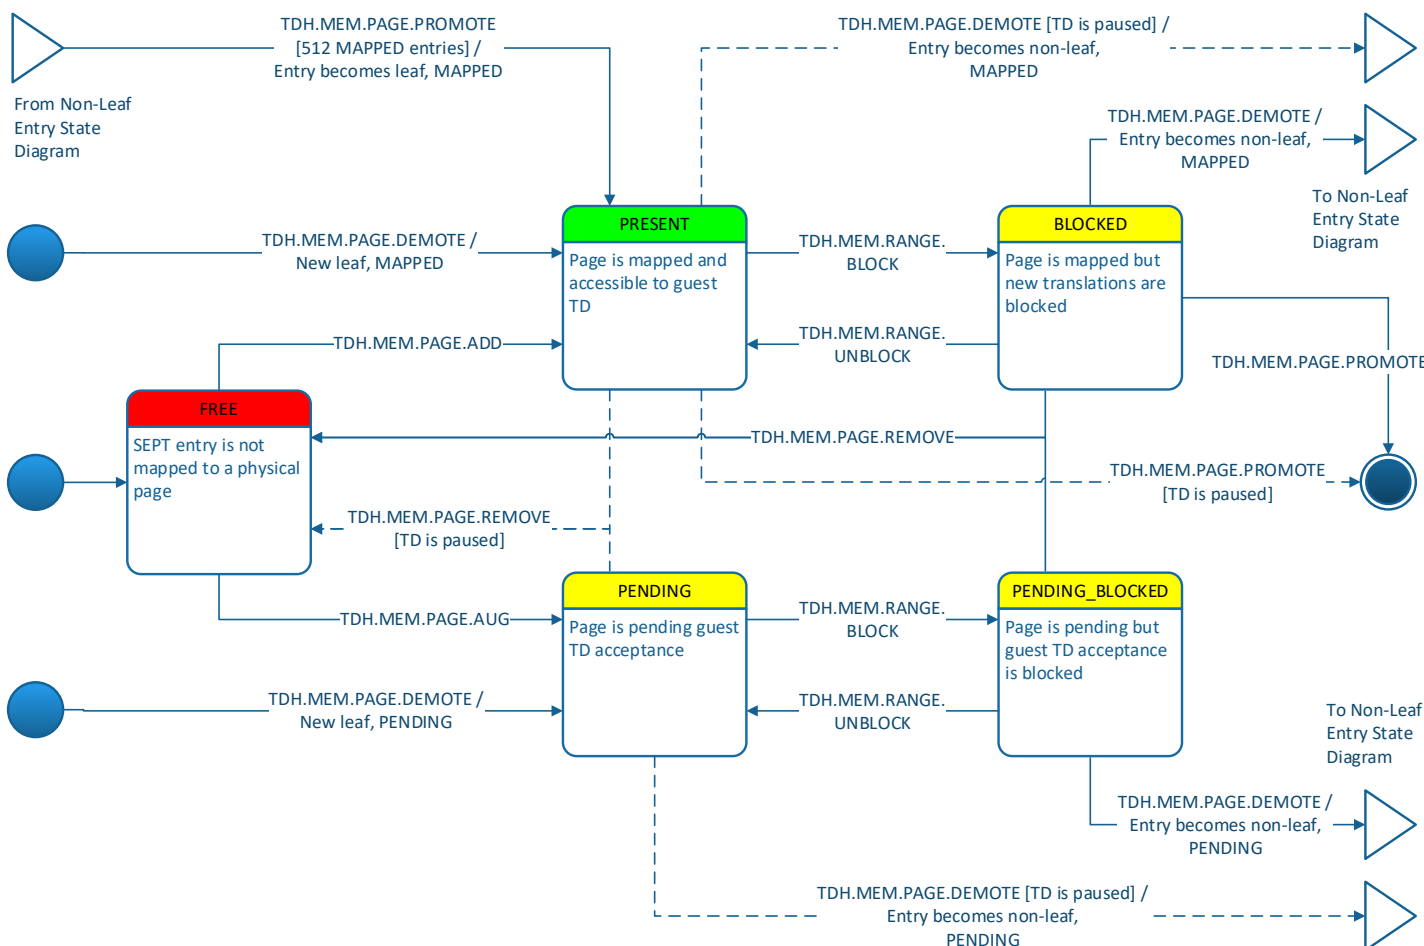 TDH.MEM.PAGE.PROMOTE
[512 MAPPED entries] /
Entry becomes leaf, MAPPED
TDH.MEM.PAGE.DEMOTE [TD is paused] /
Entry becomes non-leaf,
MAPPED
From Non-Leaf
Entry State
Diagram
TDH.MEM.PAGE.DEMOTE /
Entry becomes non-leaf,
MAPPED
To Non-Leaf
Entry State
Diagram
TDH.MEM.PAGE.DEMOTE /
New leaf, MAPPED
PRESENT
Page is mapped and
accessible to guest
TD
TDH.MEM.RANGE.
BLOCK
BLOCKED
Page is mapped but
new translations are
blocked
TDH.MEM.PAGE.ADD
TDH.MEM.RANGE.
UNBLOCK
TDH.MEM.PAGE.PROMOTE
FREE
SEPT entry is not
mapped to a physical
page
TDH.MEM.PAGE.REMOVE
TDH.MEM.PAGE.PROMOTE
[TD is paused]
TDH.MEM.PAGE.REMOVE
[TD is paused]
TDH.MEM.PAGE.AUG
PENDING
Page is pending guest
TD acceptance
TDH.MEM.RANGE.
BLOCK
PENDING_BLOCKED
Page is pending but
guest TD acceptance
is blocked
TDH.MEM.PAGE.DEMOTE /
New leaf, PENDING
TDH.MEM.RANGE.
UNBLOCK
To Non-Leaf
Entry State
Diagram
TDH.MEM.PAGE.DEMOTE /
Entry becomes non-leaf,
PENDING
TDH.MEM.PAGE.DEMOTE [TD is paused] /
Entry becomes non-leaf,
PENDING